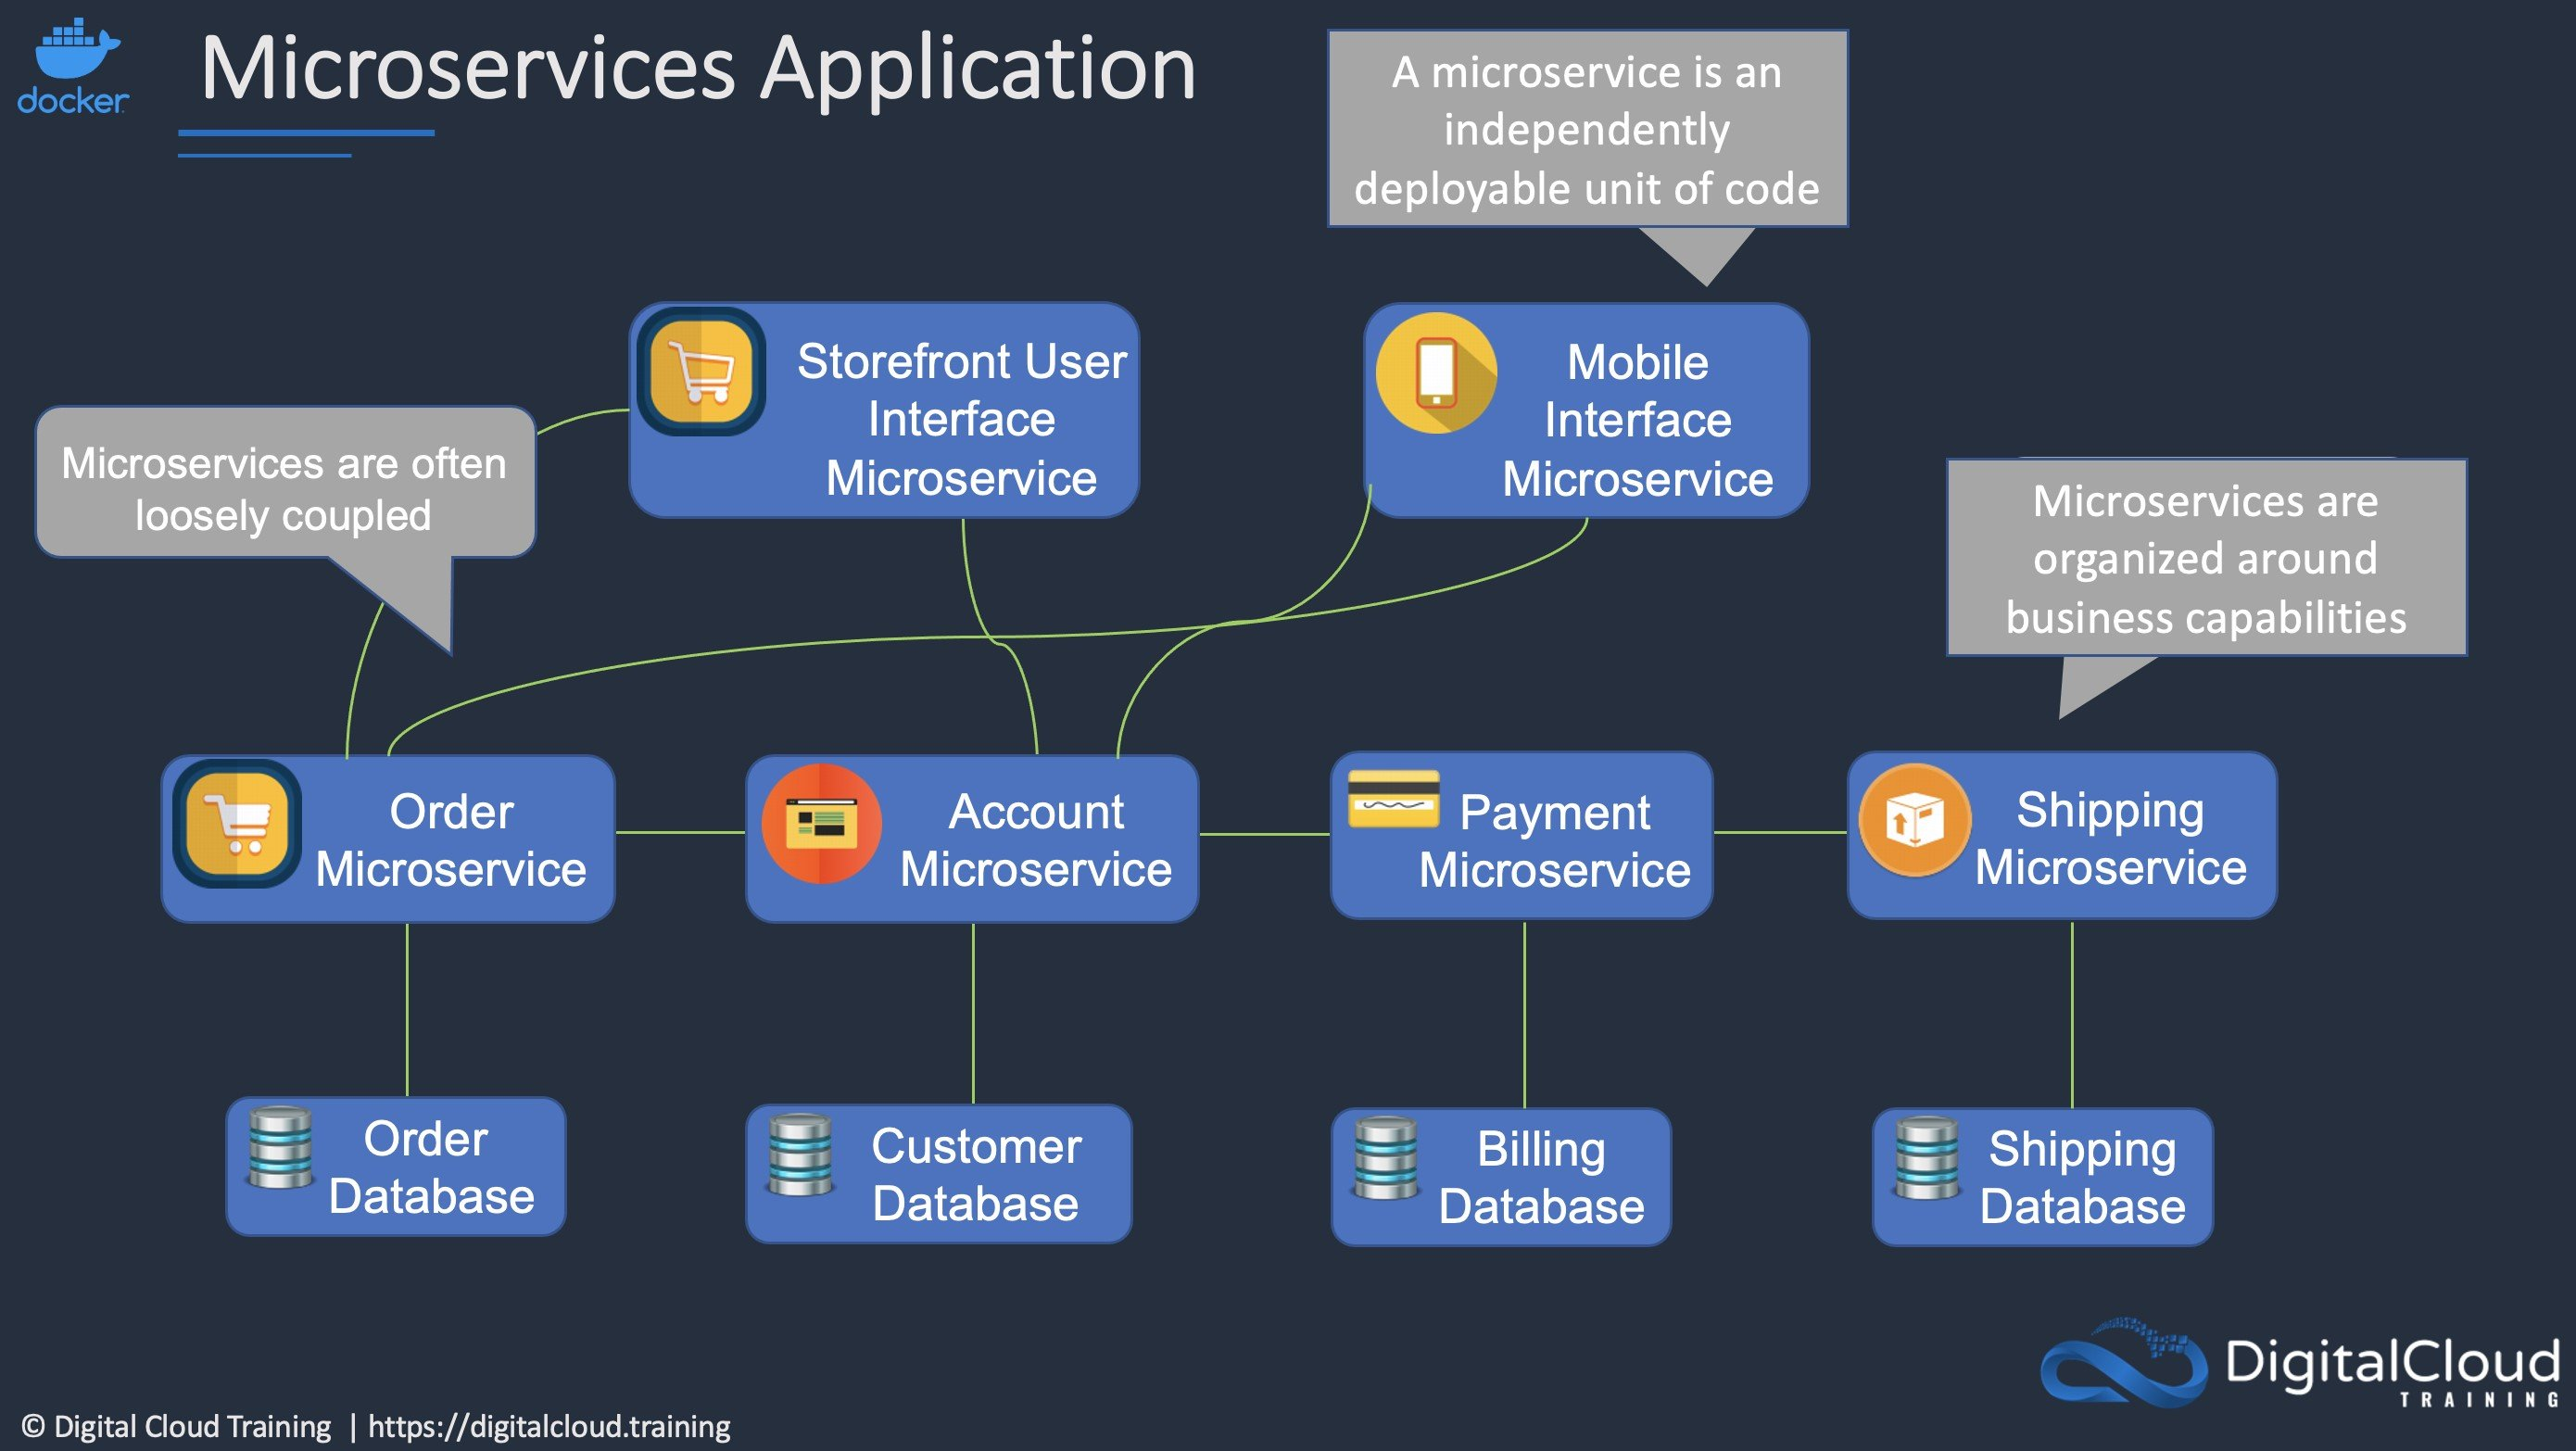 docker
Microservices Application
A microservice is an
independently
deployable unit of code
Storefront User
Interface
Microservice
Mobile
Interface
Microservice
Microservices are often
loosely coupled
Microservices are
organized around
business capabilities
Order
Microservice
Account
Microservice
Payment
Microservice
Shipping
Microservice
Order
Database
Customer
Database
Billing
Database
Shipping
Database
DigitalCloud
TRAINING
© Digital Cloud Training | https://digitalcloud.training